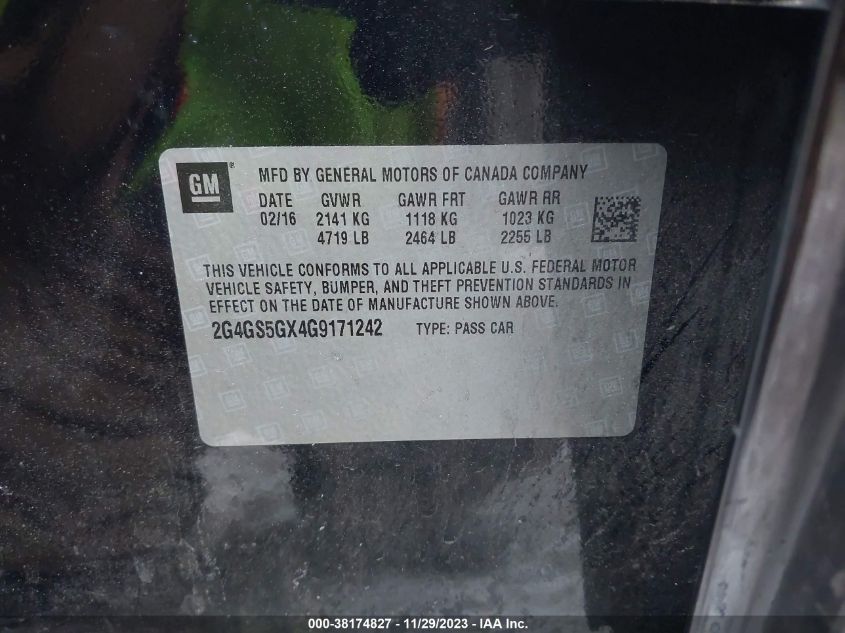 GM ® MFD BY GENERAL MOTORS OF CANADA COMPANY
DATE GVWR GAWR FRT GAWR RR
02/16 2141 KG 1118 KG 1023 KG
4719 LB 2464 LB 2255 LB
THIS VEHICLE CONFORMS TO ALL APPLICABLE U.S. FEDERAL MOTOR
VEHICLE SAFETY, BUMPER, AND THEFT PREVENTION STANDARDS IN
EFFECT ON THE DATE OF MANUFACTURE SHOWN ABOVE.
2G4GS5GX4G9171242 TYPE: PASS CAR
000-38174827 - 11/29/2023 - IAA Inc.